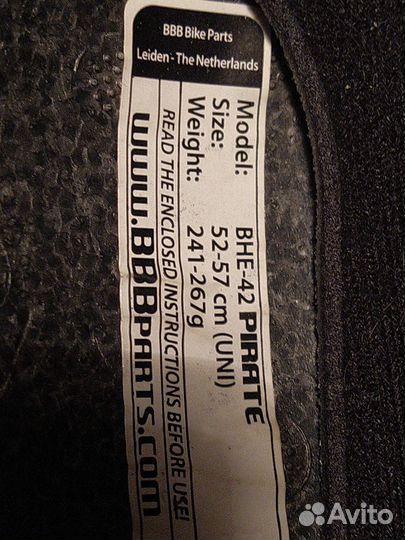 BBB Bike Parts
Leiden - The Netherlands
Model: BHE-42 PIRATE
Size: 52-57 cm (UNI)
Weight: 241-267g
READ THE ENCLOSED INSTRUCTIONS BEFORE USE!
www.BBBPARTS.COM
Avito